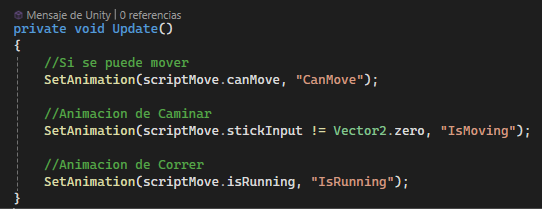 Mensaje de Unity | 0 referencias
private void Update()
{
//Si se puede mover
SetAnimation(scriptMove.canMove, "CanMove");
//Animacion de Caminar
SetAnimation(scriptMove.stickInput != Vector2.zero, "IsMoving");
//Animacion de Correr
SetAnimation(scriptMove.isRunning, "IsRunning");
}